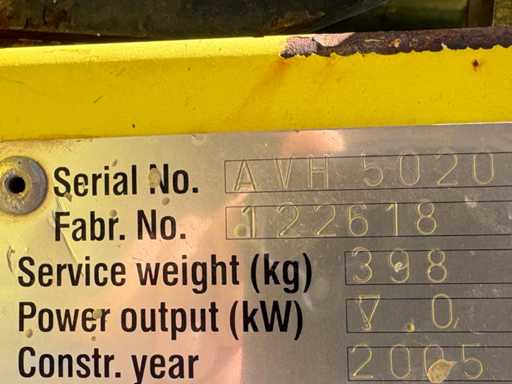 Serial No. AVH 5020
Fabr. No. 122618
Service weight (kg) 398
Power output (kW) 7.0
Constr. year 2005